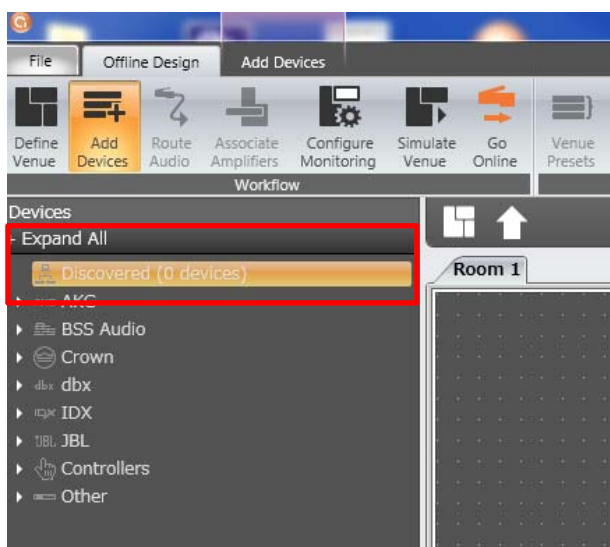 File Offline Design Add Devices
Define Venue Add Devices Route Audio Associate Amplifiers Configure Monitoring Simulate Venue Go Online Venue Presets
Workflow
Devices
- Expand All
Discovered (0 devices)
AKG
BSS Audio
Crown
dbx dbx
IDX IDX
JBL JBL
Controllers
Other
Room 1